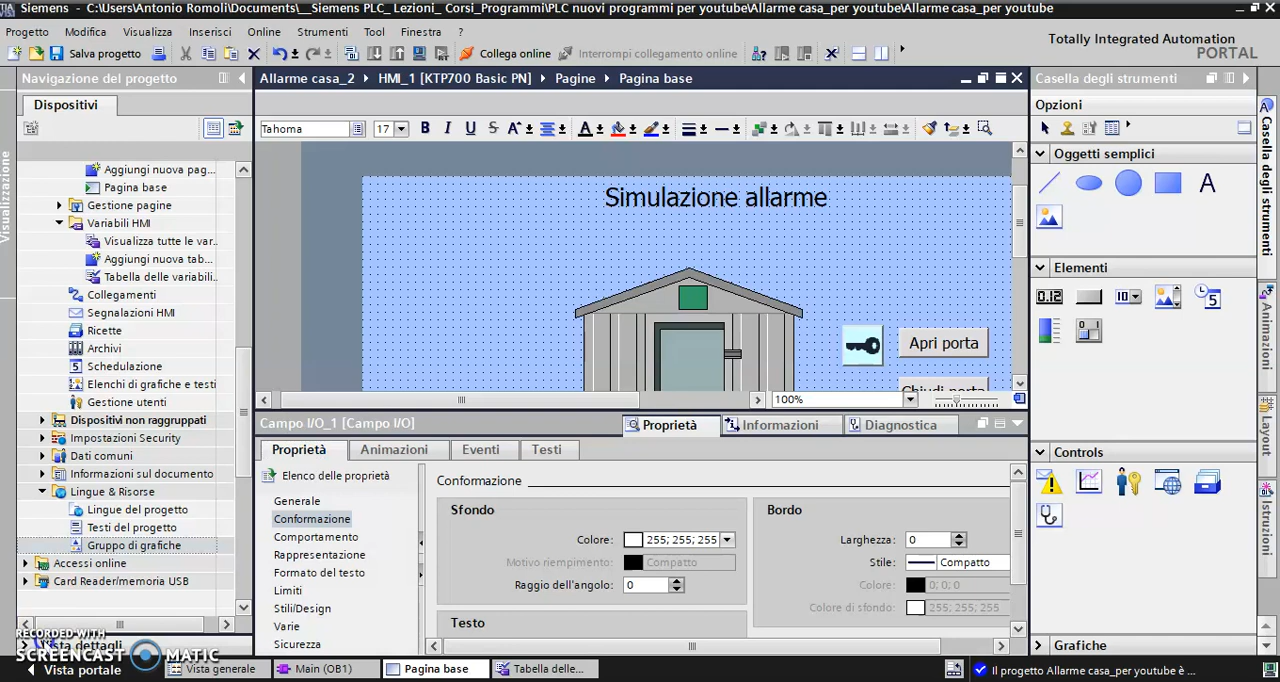 Siemens - C:\Users\Antonio Romoli\Documents\__Siemens PLC_ Lezioni_ Corsi_Programmi\PLC nuovi programmi per youtube\Allarme casa_per youtube\Allarme casa_per youtube
Progetto Modifica Visualizza Inserisci Online Strumenti Tool Finestra ?
Totally Integrated Automation
PORTAL
Salva progetto Collega online Interrompi collegamento online
Navigazione del progetto
Allarme casa_2 HMI_1 [KTP700 Basic PN] Pagine Pagina base
Casella degli strumenti
Dispositivi
Opzioni
Tahoma 17 B I U S A A
Oggetti semplici
Aggiungi nuova pag...
Pagina base
Gestione pagine
Variabili HMI
Visualizza tutte le var...
Aggiungi nuova tab...
Tabella delle variabili...
Collegamenti
Segnalazioni HMI
Ricette
Archivi
Schedulazione
Elenchi di grafiche e testi
Gestione utenti
Dispositivi non raggruppati
Impostazioni Security
Dati comuni
Informazioni sul documento
Lingue & Risorse
Lingue del progetto
Testi del progetto
Gruppo di grafiche
Accessi online
Card Reader/memoria USB
Vista dettagli
Visualizzazione
Simulazione allarme
Apri porta
Chiudi porta
100%
Campo I/O_1 [Campo I/O]
Proprietà Informazioni Diagnostica
Proprietà Animazioni Eventi Testi
Elenco delle proprietà
Generale
Conformazione
Comportamento
Rappresentazione
Formato del testo
Limiti
Stili/Design
Varie
Sicurezza
Conformazione
Sfondo
Colore: 255; 255; 255
Motivo riempimento: Compatto
Raggio dell'angolo: 0
Testo
Bordo
Larghezza: 0
Stile: Compatto
Colore: 0; 0; 0
Colore di sfondo: 255; 255; 255
A
Elementi
0.12
10
5
Controls
Grafiche
Casella degli strumenti
Animazioni
Layout
Istruzioni
RECORDED WITH
SCREENCAST MATIC
Vista portale Vista generale Main (OB1) Pagina base Tabella delle...
Il progetto Allarme casa_per youtube è ...